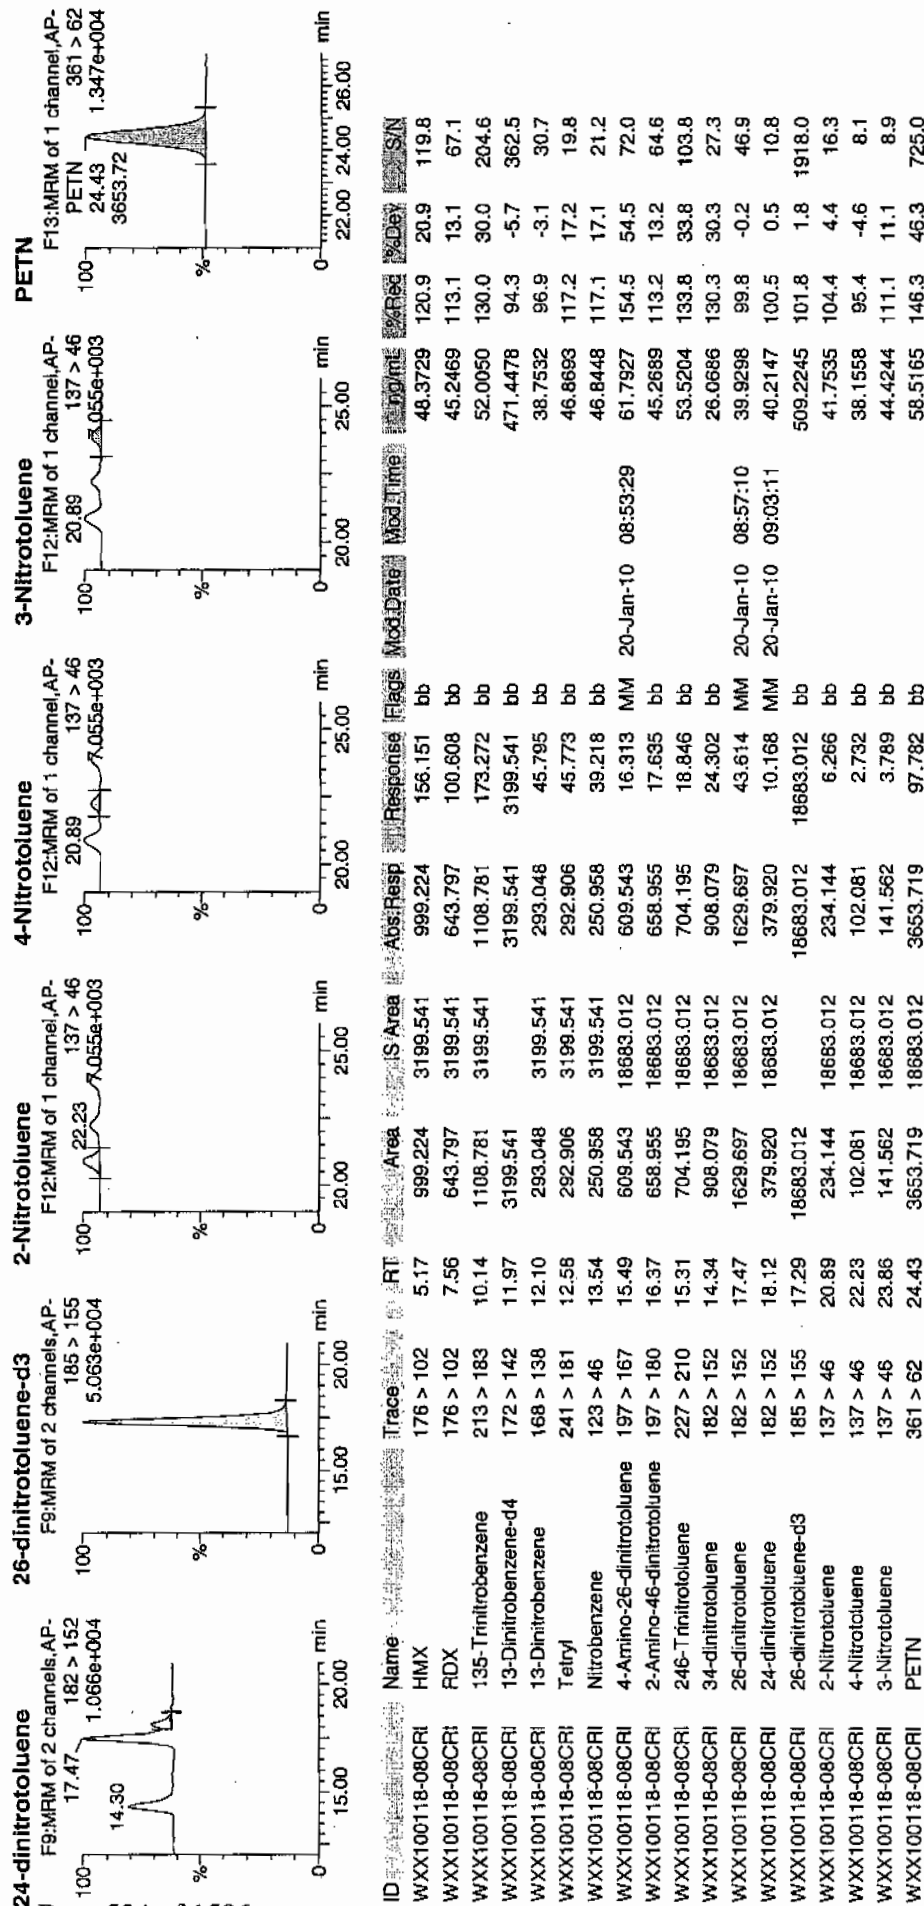 24-dinitrotoluene
F9:MRM of 2 channels,AP-
182 > 152
17.47
1.066e+004
14.30
100
%
0
15.00 20.00 min
26-dinitrotoluene-d3
F9:MRM of 2 channels,AP-
185 > 155
5.063e+004
100
%
0
15.00 20.00 min
2-Nitrotoluene
F12:MRM of 1 channel,AP-
137 > 46
22.23
7.055e+003
100
%
0
20.00 25.00 min
4-Nitrotoluene
F12:MRM of 1 channel,AP-
137 > 46
20.89
7.055e+003
100
%
0
20.00 25.00 min
3-Nitrotoluene
F12:MRM of 1 channel,AP-
137 > 46
20.89
7.055e+003
100
%
0
20.00 25.00 min
PETN
F13:MRM of 1 channel,AP-
361 > 62
PETN
24.43
3653.72
1.347e+004
100
%
0
22.00 24.00 26.00 min
ID Name Trace RT Area IS Area Abs.Resp Response Flags Mod.Date Mod.Time ng/mL %Rec %Dev S/N
WXX100118-08CRI HMX 176 > 102 5.17 999.224 3199.541 999.224 156.151 bb 48.3729 120.9 20.9 119.8
WXX100118-08CRI RDX 176 > 102 7.56 643.797 3199.541 643.797 100.608 bb 45.2469 113.1 13.1 67.1
WXX100118-08CRI 135-Trinitrobenzene 213 > 183 10.14 1108.781 3199.541 1108.781 173.272 bb 52.0050 130.0 30.0 204.6
WXX100118-08CRI 13-Dinitrobenzene-d4 172 > 142 11.97 3199.541 3199.541 3199.541 bb 471.4478 94.3 -5.7 362.5
WXX100118-08CRI 13-Dinitrobenzene 168 > 138 12.10 293.048 3199.541 293.048 45.795 bb 38.7532 96.9 -3.1 30.7
WXX100118-08CRI Tetryl 241 > 181 12.58 292.906 3199.541 292.906 45.773 bb 46.8693 117.2 17.2 19.8
WXX100118-08CRI Nitrobenzene 123 > 46 13.54 250.958 3199.541 250.958 39.218 bb 46.8448 117.1 17.1 21.2
WXX100118-08CRI 4-Amino-26-dinitrotoluene 197 > 167 15.49 609.543 18683.012 609.543 16.313 MM 20-Jan-10 08:53:29 61.7927 154.5 54.5 72.0
WXX100118-08CRI 2-Amino-46-dinitrotoluene 197 > 180 16.37 658.955 18683.012 658.955 17.635 bb 45.2689 113.2 13.2 64.6
WXX100118-08CRI 246-Trinitrotoluene 227 > 210 15.31 704.195 18683.012 704.195 18.846 bb 53.5204 133.8 33.8 103.8
WXX100118-08CRI 34-dinitrotoluene 182 > 152 14.34 908.079 18683.012 908.079 24.302 bb 26.0686 130.3 30.3 27.3
WXX100118-08CRI 26-dinitrotoluene 182 > 152 17.47 1629.697 18683.012 1629.697 43.614 MM 20-Jan-10 08:57:10 39.9298 99.8 -0.2 46.9
WXX100118-08CRI 24-dinitrotoluene 182 > 152 18.12 379.920 18683.012 379.920 10.168 MM 20-Jan-10 09:03:11 40.2147 100.5 0.5 10.8
WXX100118-08CRI 26-dinitrotoluene-d3 185 > 155 17.29 18683.012 18683.012 18683.012 bb 509.2245 101.8 1.8 1918.0
WXX100118-08CRI 2-Nitrotoluene 137 > 46 20.89 234.144 18683.012 234.144 6.266 bb 41.7535 104.4 4.4 16.3
WXX100118-08CRI 4-Nitrotoluene 137 > 46 22.23 102.081 18683.012 102.081 2.732 bb 38.1558 95.4 -4.6 8.1
WXX100118-08CRI 3-Nitrotoluene 137 > 46 23.86 141.562 18683.012 141.562 3.789 bb 44.4244 111.1 11.1 8.9
WXX100118-08CRI PETN 361 > 62 24.43 3653.719 18683.012 3653.719 97.782 bb 58.5165 146.3 46.3 725.0